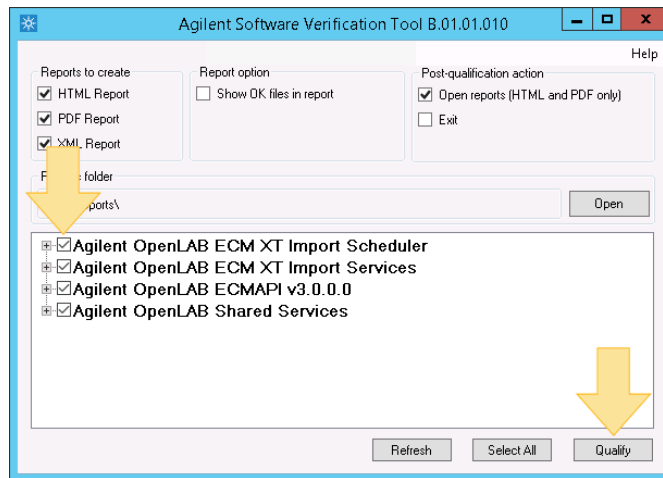 Agilent Software Verification Tool B.01.01.010
Help
Reports to create
HTML Report
PDF Report
XML Report
Report option
Show OK files in report
Post-qualification action
Open reports (HTML and PDF only)
Exit
folder
Open
Agilent OpenLAB ECM XT Import Scheduler
Agilent OpenLAB ECM XT Import Services
Agilent OpenLAB ECMAPI v3.0.0.0
Agilent OpenLAB Shared Services
Refresh
Select All
Qualify